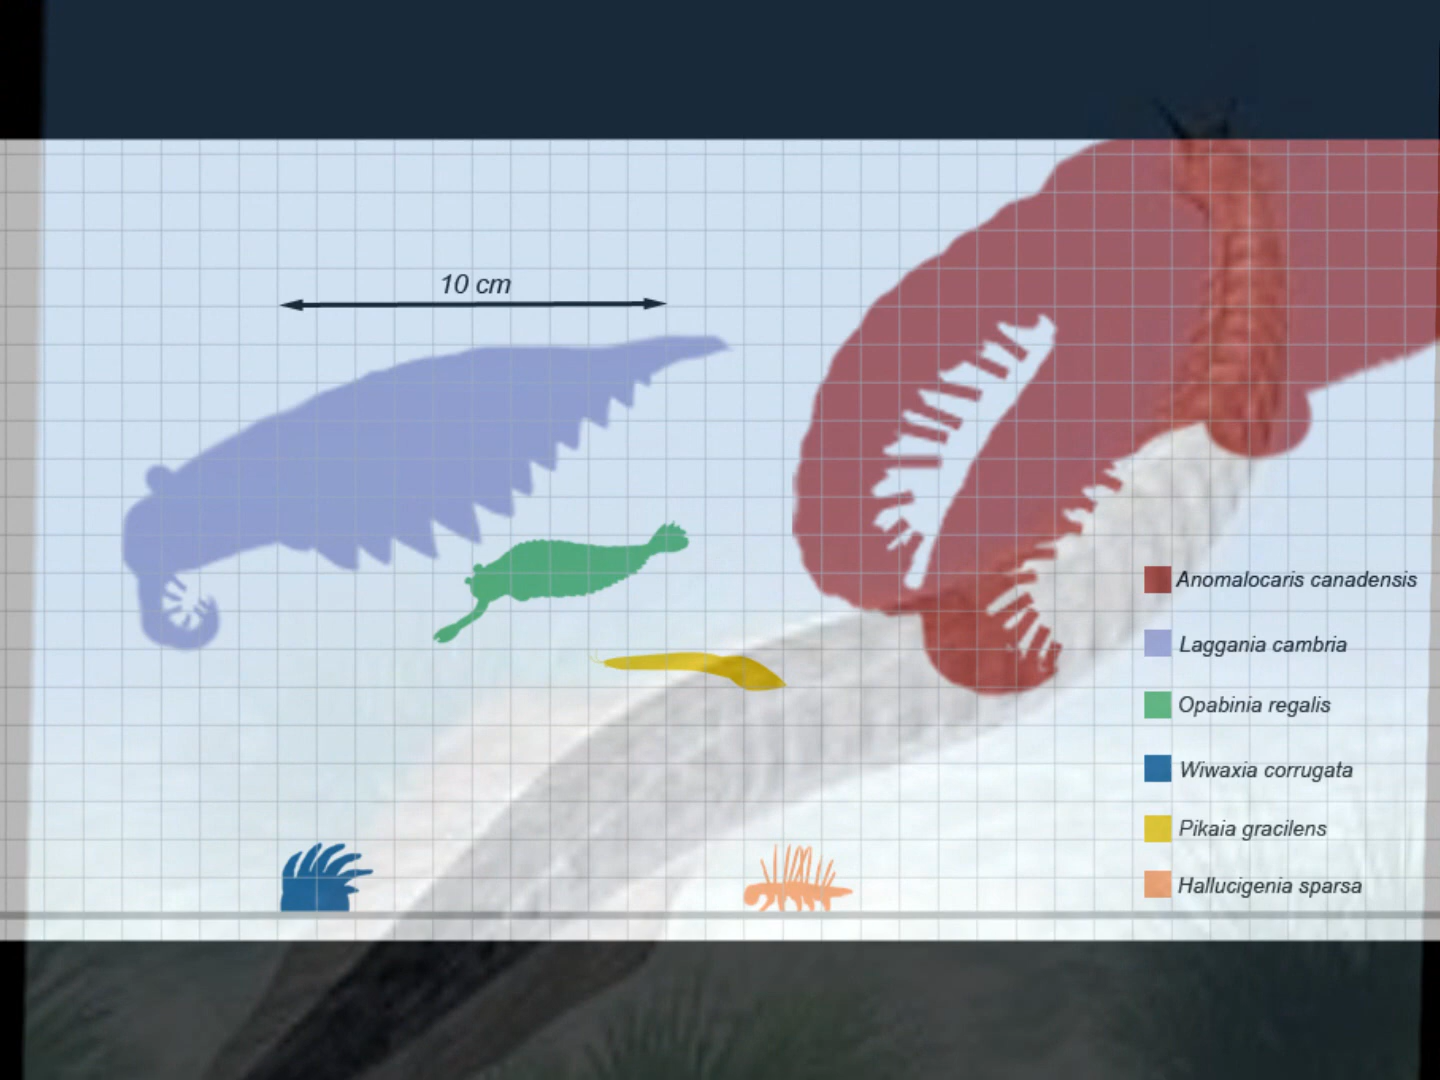 10 cm
Anomalocaris canadensis
Laggania cambria
Opabinia regalis
Wiwaxia corrugata
Pikaia gracilens
Hallucigenia sparsa